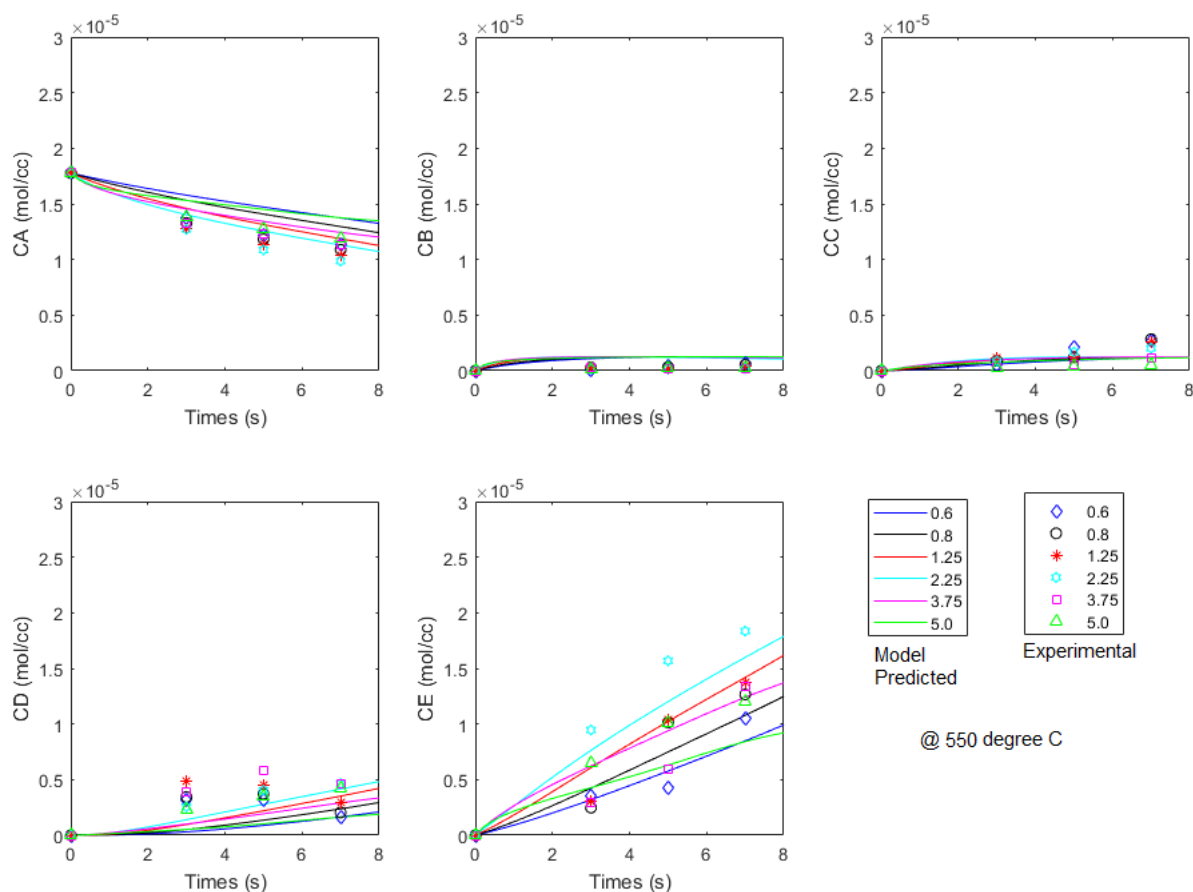 ×10⁻⁵
3
2.5
2
1.5
1
0.5
0
CA (mol/cc)
0 2 4 6 8
Times (s)
×10⁻⁵
3
2.5
2
1.5
1
0.5
0
CB (mol/cc)
0 2 4 6 8
Times (s)
×10⁻⁵
3
2.5
2
1.5
1
0.5
0
CC (mol/cc)
0 2 4 6 8
Times (s)
×10⁻⁵
3
2.5
2
1.5
1
0.5
0
CD (mol/cc)
0 2 4 6 8
Times (s)
×10⁻⁵
3
2.5
2
1.5
1
0.5
0
CE (mol/cc)
0 2 4 6 8
Times (s)
0.6
0.8
1.25
2.25
3.75
5.0
Model
Predicted
0.6
0.8
1.25
2.25
3.75
5.0
Experimental
@ 550 degree C